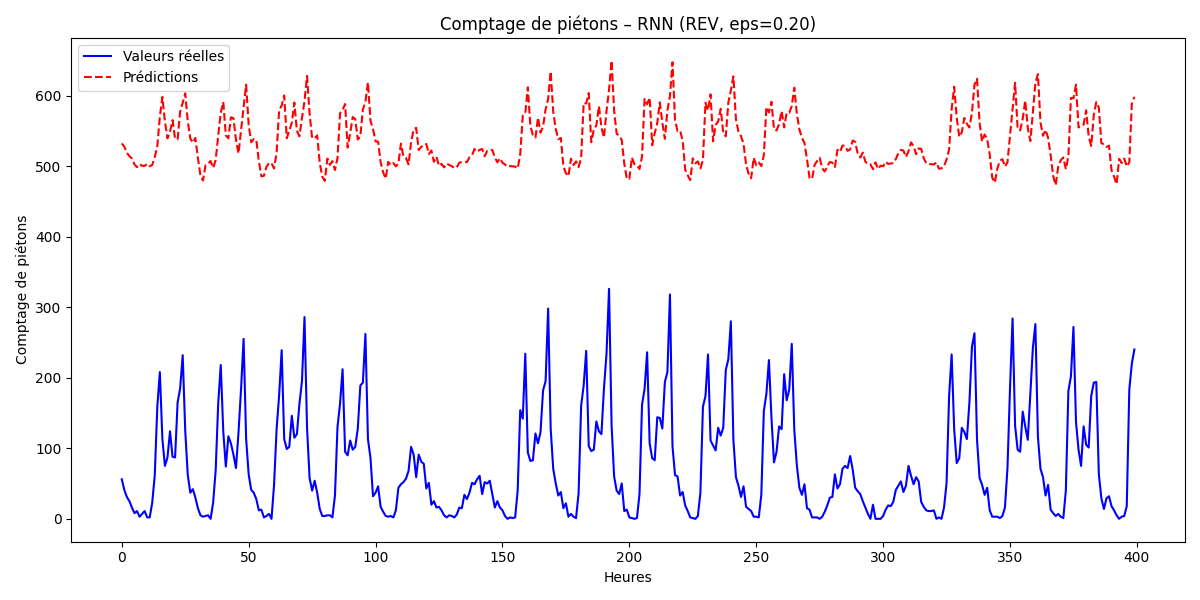 Comptage de piétons – RNN (REV, eps=0.20)
Valeurs réelles
Prédictions
Comptage de piétons
600
500
400
300
200
100
0
0 50 100 150 200 250 300 350 400
Heures